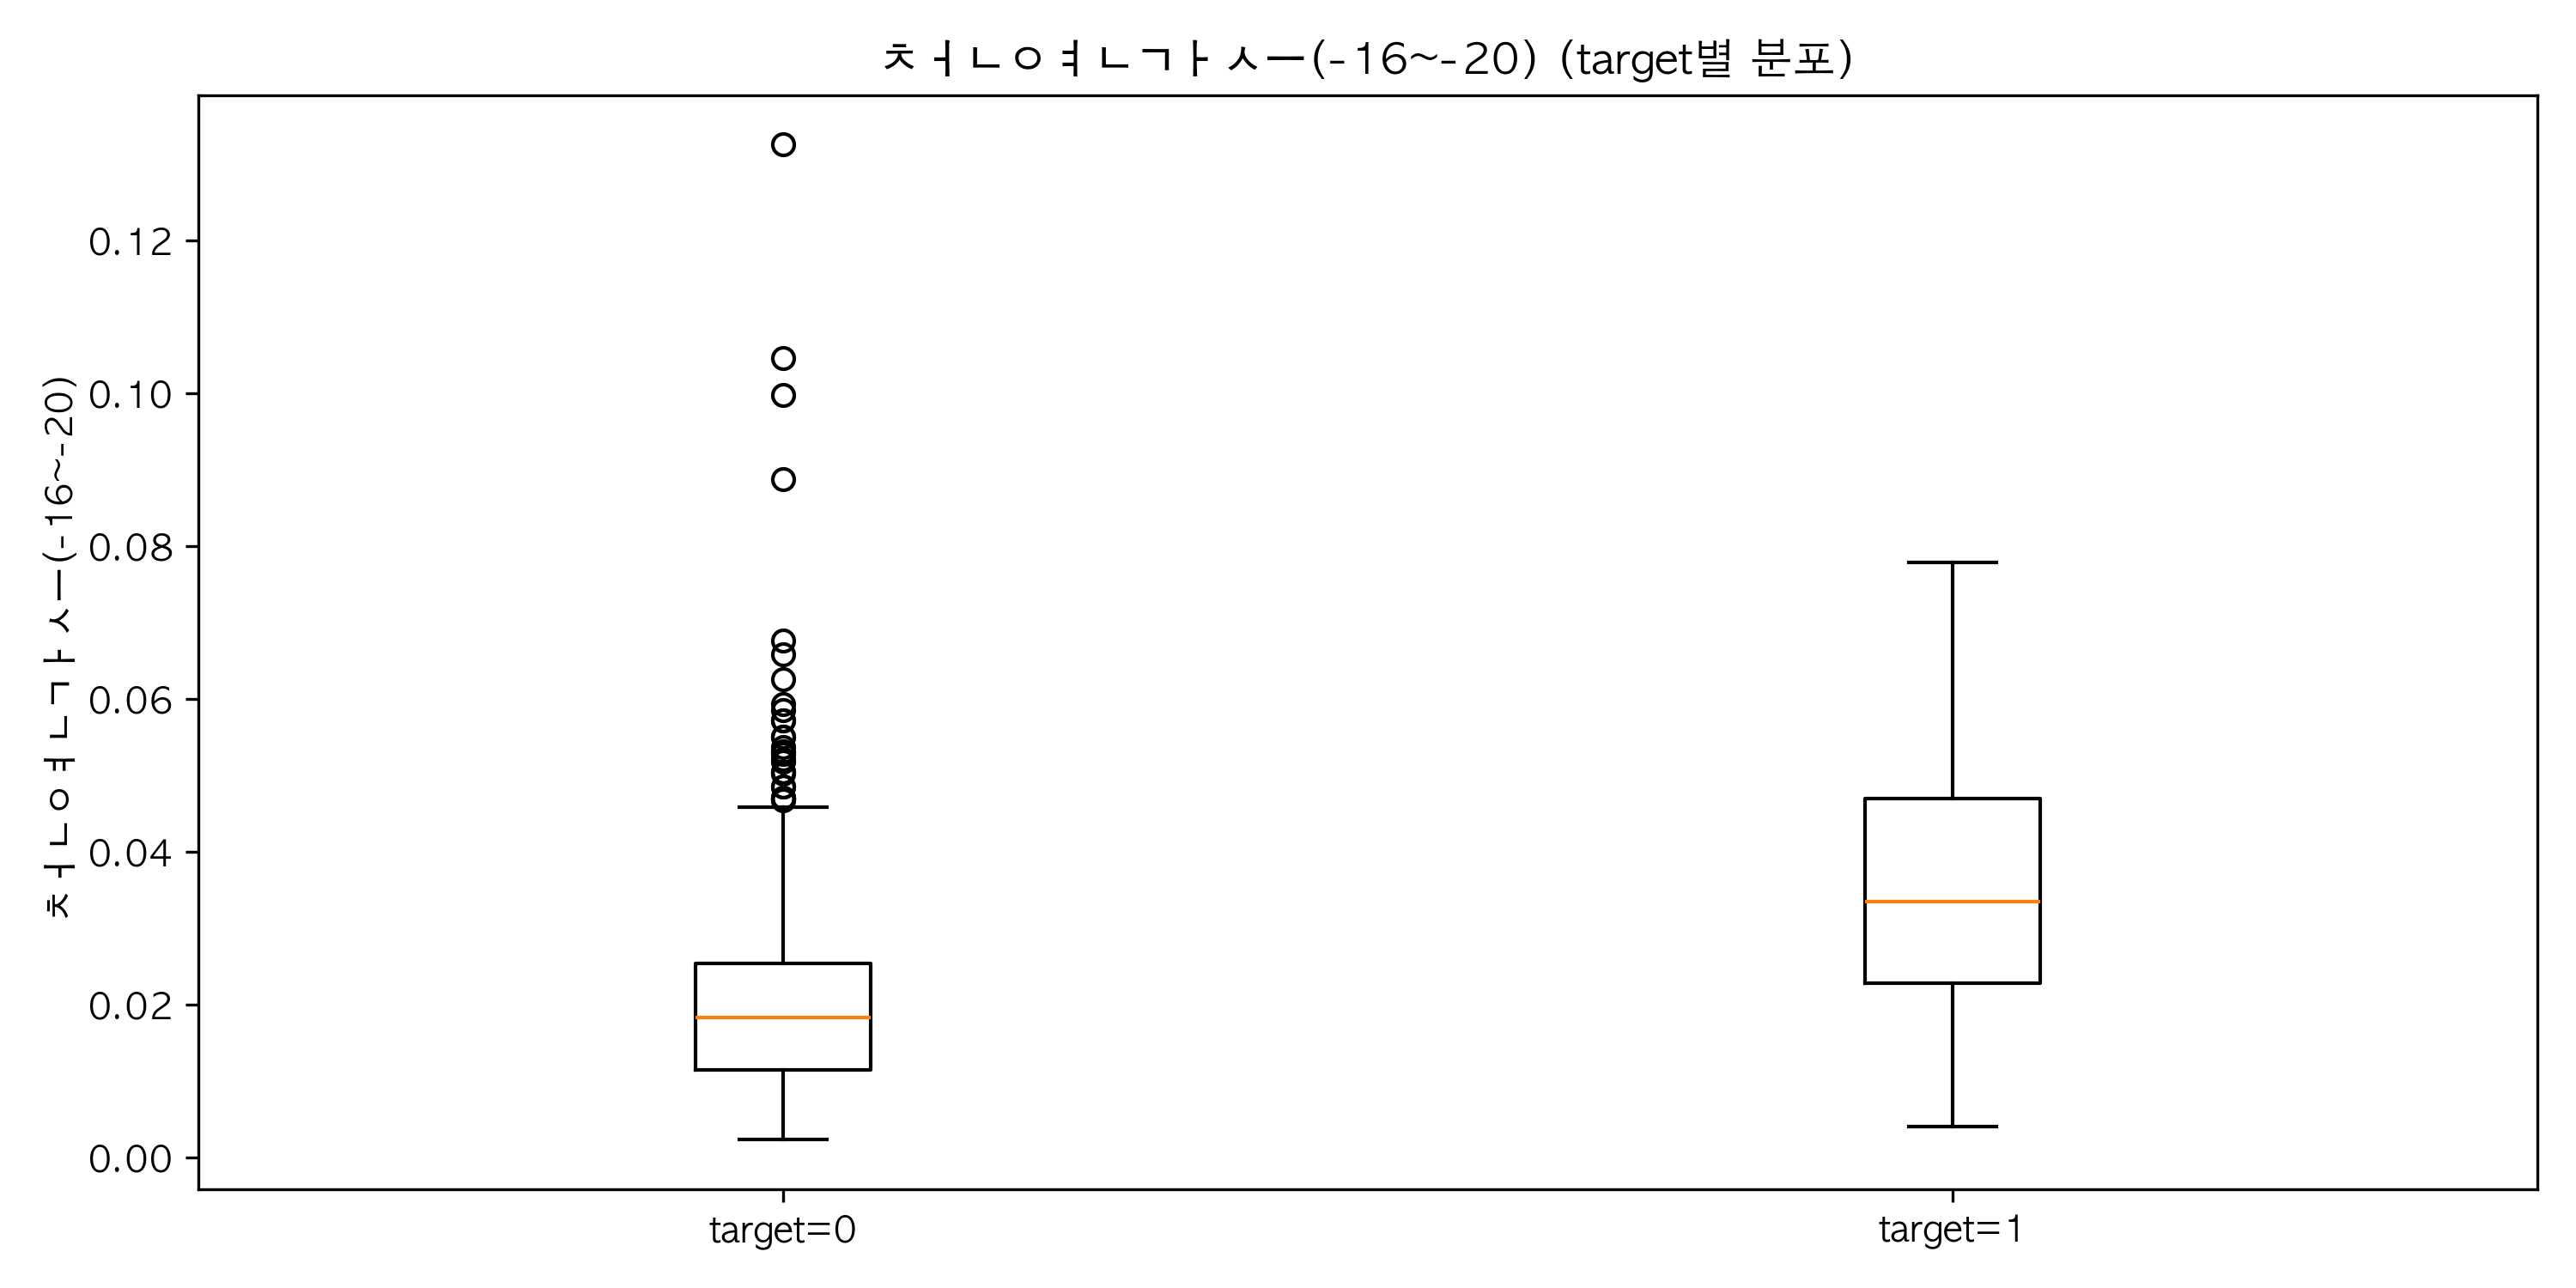 ㅊㅓㄴㅇㅕㄴㄱㅏㅅㅡ(-16~-20) (target별 분포)
ㅊㅓㄴㅇㅕㄴㄱㅏㅅㅡ(-16~-20)
0.12
0.10
0.08
0.06
0.04
0.02
0.00
target=0
target=1